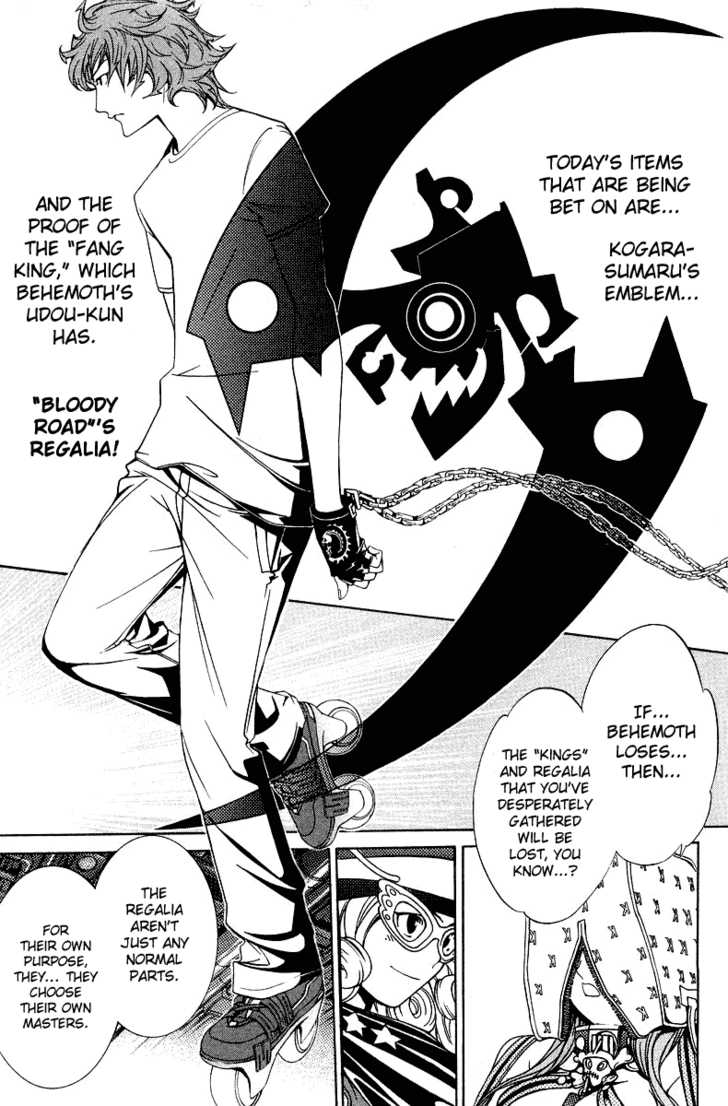 TODAY'S ITEMS
THAT ARE BEING
BET ON ARE...
KOGARA-
SUMARU'S
EMBLEM...
AND THE
PROOF OF
THE "FANG
KING," WHICH
BEHEMOTH'S
UDOU-KUN
HAS.
"BLOODY
ROAD"'S
REGALIA!
IF...
BEHEMOTH
LOSES...
THEN...
THE "KINGS"
AND REGALIA
THAT YOU'VE
DESPERATELY
GATHERED
WILL BE
LOST, YOU
KNOW...?
THE
REGALIA
AREN'T
JUST ANY
NORMAL
PARTS.
FOR
THEIR OWN
PURPOSE,
THEY... THEY
CHOOSE
THEIR OWN
MASTERS.